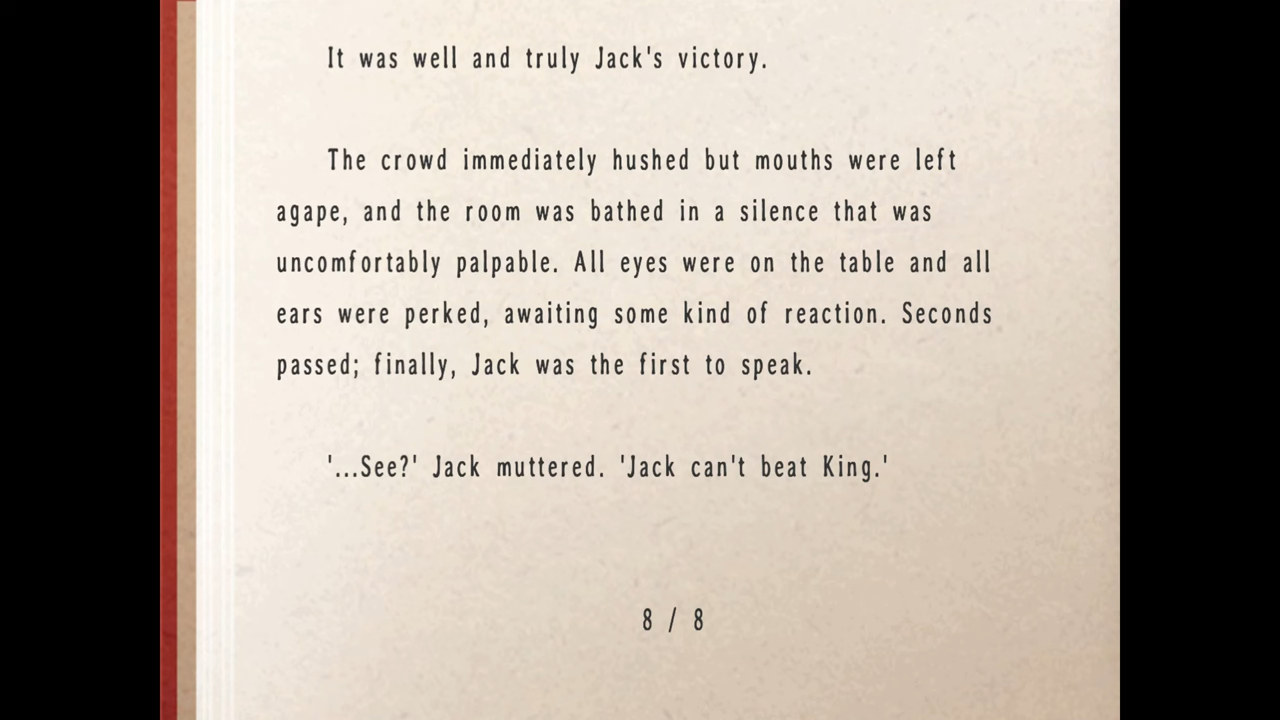 It was well and truly Jack's victory.
The crowd immediately hushed but mouths were left
agape, and the room was bathed in a silence that was
uncomfortably palpable. All eyes were on the table and all
ears were perked, awaiting some kind of reaction. Seconds
passed; finally, Jack was the first to speak.
'...See?' Jack muttered. 'Jack can't beat King.'
8 / 8